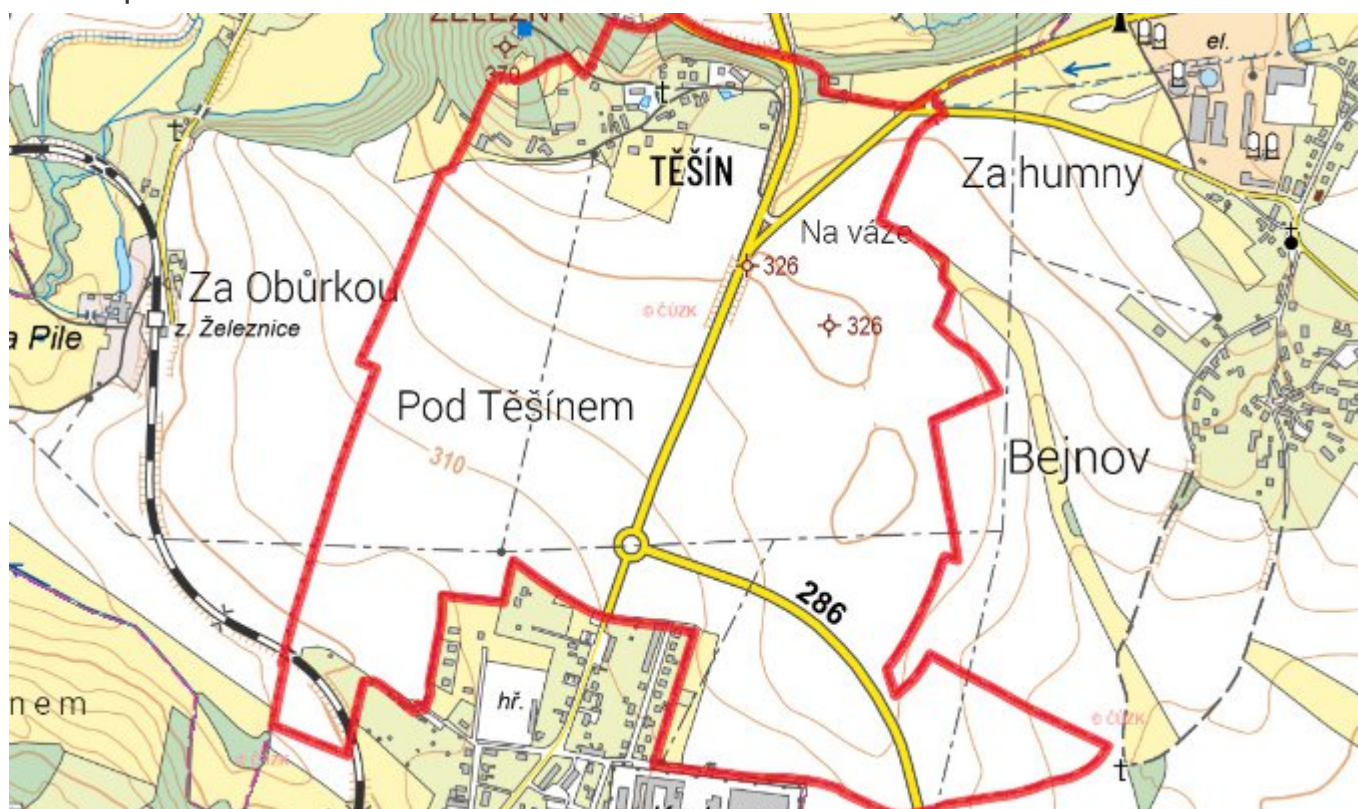 ŽELEZNÝ
370
el.
TĚŠÍN
Za humny
Na váze
326
326
Za Obůrkou
© ČÚZK
z. Železnice
a Pile
Pod Těšínem
310
Bejnov
286
n e m
hř.
© ČÚZK
© ČÚZK